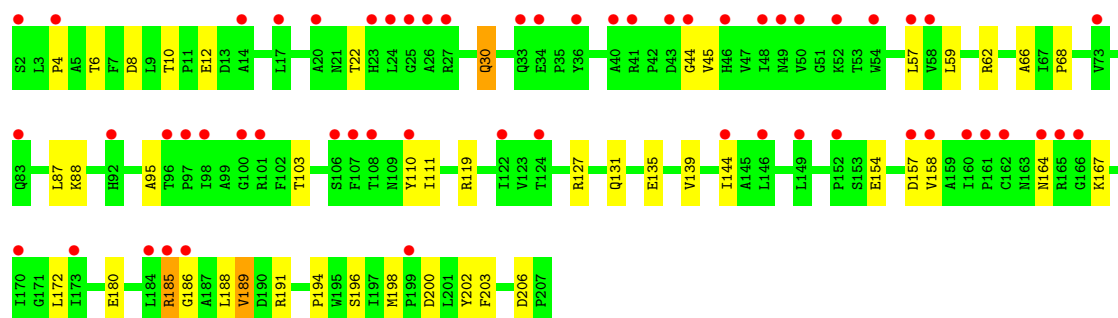 S2 L3 P4 A5 T6 F7 D8 L9 T10 P11 E12 D13 A14 L17 A20 N21 T22 H23 L24 G25 A26 R27 Q30 Q33 E34 P35 Y36 A40 R41 P42 D43 G44 V45 H46 V47 I48 N49 V50 G51 K52 T53 W54 L57 V58 L59 R62 A66 I67 P68 V73
Q83 L87 K88 H92 A95 T96 P97 I98 A99 G100 R101 F102 T103 S106 F107 T108 N109 Y110 I111 R119 I122 V123 T124 R127 Q131 E135 V139 I144 A145 L146 L149 P152 S153 E154 D157 V158 A159 I160 P161 C162 N163 N164 R165 G166 K167
I170 G171 L172 I173 E180 L184 R185 G186 A187 L188 V189 D190 R191 P194 W195 S196 I197 M198 P199 D200 L201 Y202 F203 D206 P207